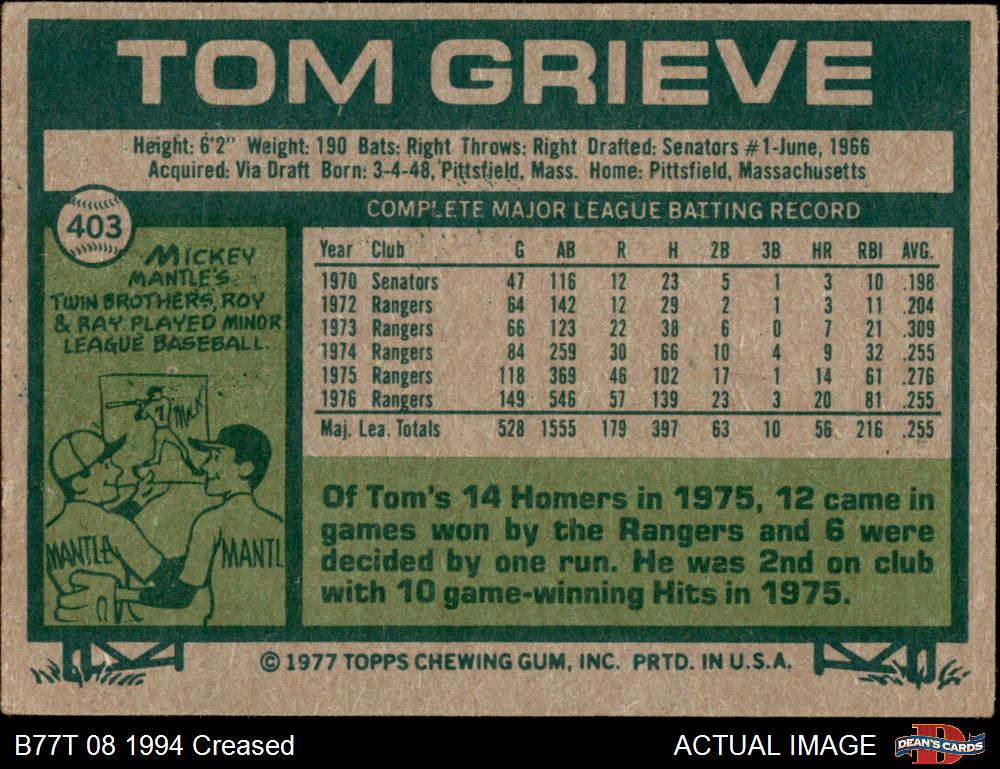 TOM GRIEVE
Height: 6'2" Weight: 190 Bats: Right Throws: Right Drafted: Senators #1-June, 1966
Acquired: Via Draft Born: 3-4-48, Pittsfield, Mass. Home: Pittsfield, Massachusetts
403
MICKEY
MANTLE'S
TWIN BROTHERS, ROY
& RAY PLAYED MINOR
LEAGUE BASEBALL.
7 Mick
MANTLE
MANTL
COMPLETE MAJOR LEAGUE BATTING RECORD
Year Club G AB R H 2B 3B HR RBI AVG.
1970 Senators 47 116 12 23 5 1 3 10 .198
1972 Rangers 64 142 12 29 2 1 3 11 .204
1973 Rangers 66 123 22 38 6 0 7 21 .309
1974 Rangers 84 259 30 66 10 4 9 32 .255
1975 Rangers 118 369 46 102 17 1 14 61 .276
1976 Rangers 149 546 57 139 23 3 20 81 .255
Maj. Lea. Totals 528 1555 179 397 63 10 56 216 .255
Of Tom's 14 Homers in 1975, 12 came in
games won by the Rangers and 6 were
decided by one run. He was 2nd on club
with 10 game-winning Hits in 1975.
© 1977 TOPPS CHEWING GUM, INC. PRTD. IN U.S.A.
B77T 08 1994 Creased
ACTUAL IMAGE
D
DEAN'S CARDS